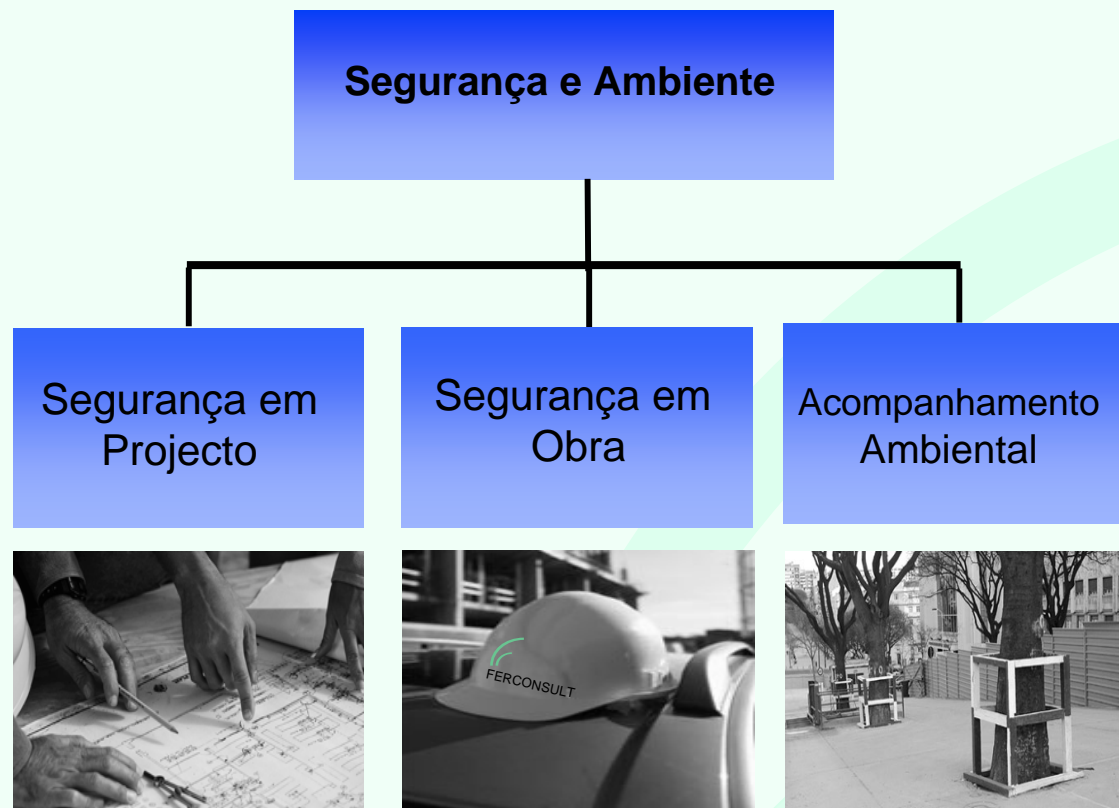 Segurança e Ambiente
Segurança em
Projecto
Segurança em
Obra
Acompanhamento
Ambiental
FERCONSULT